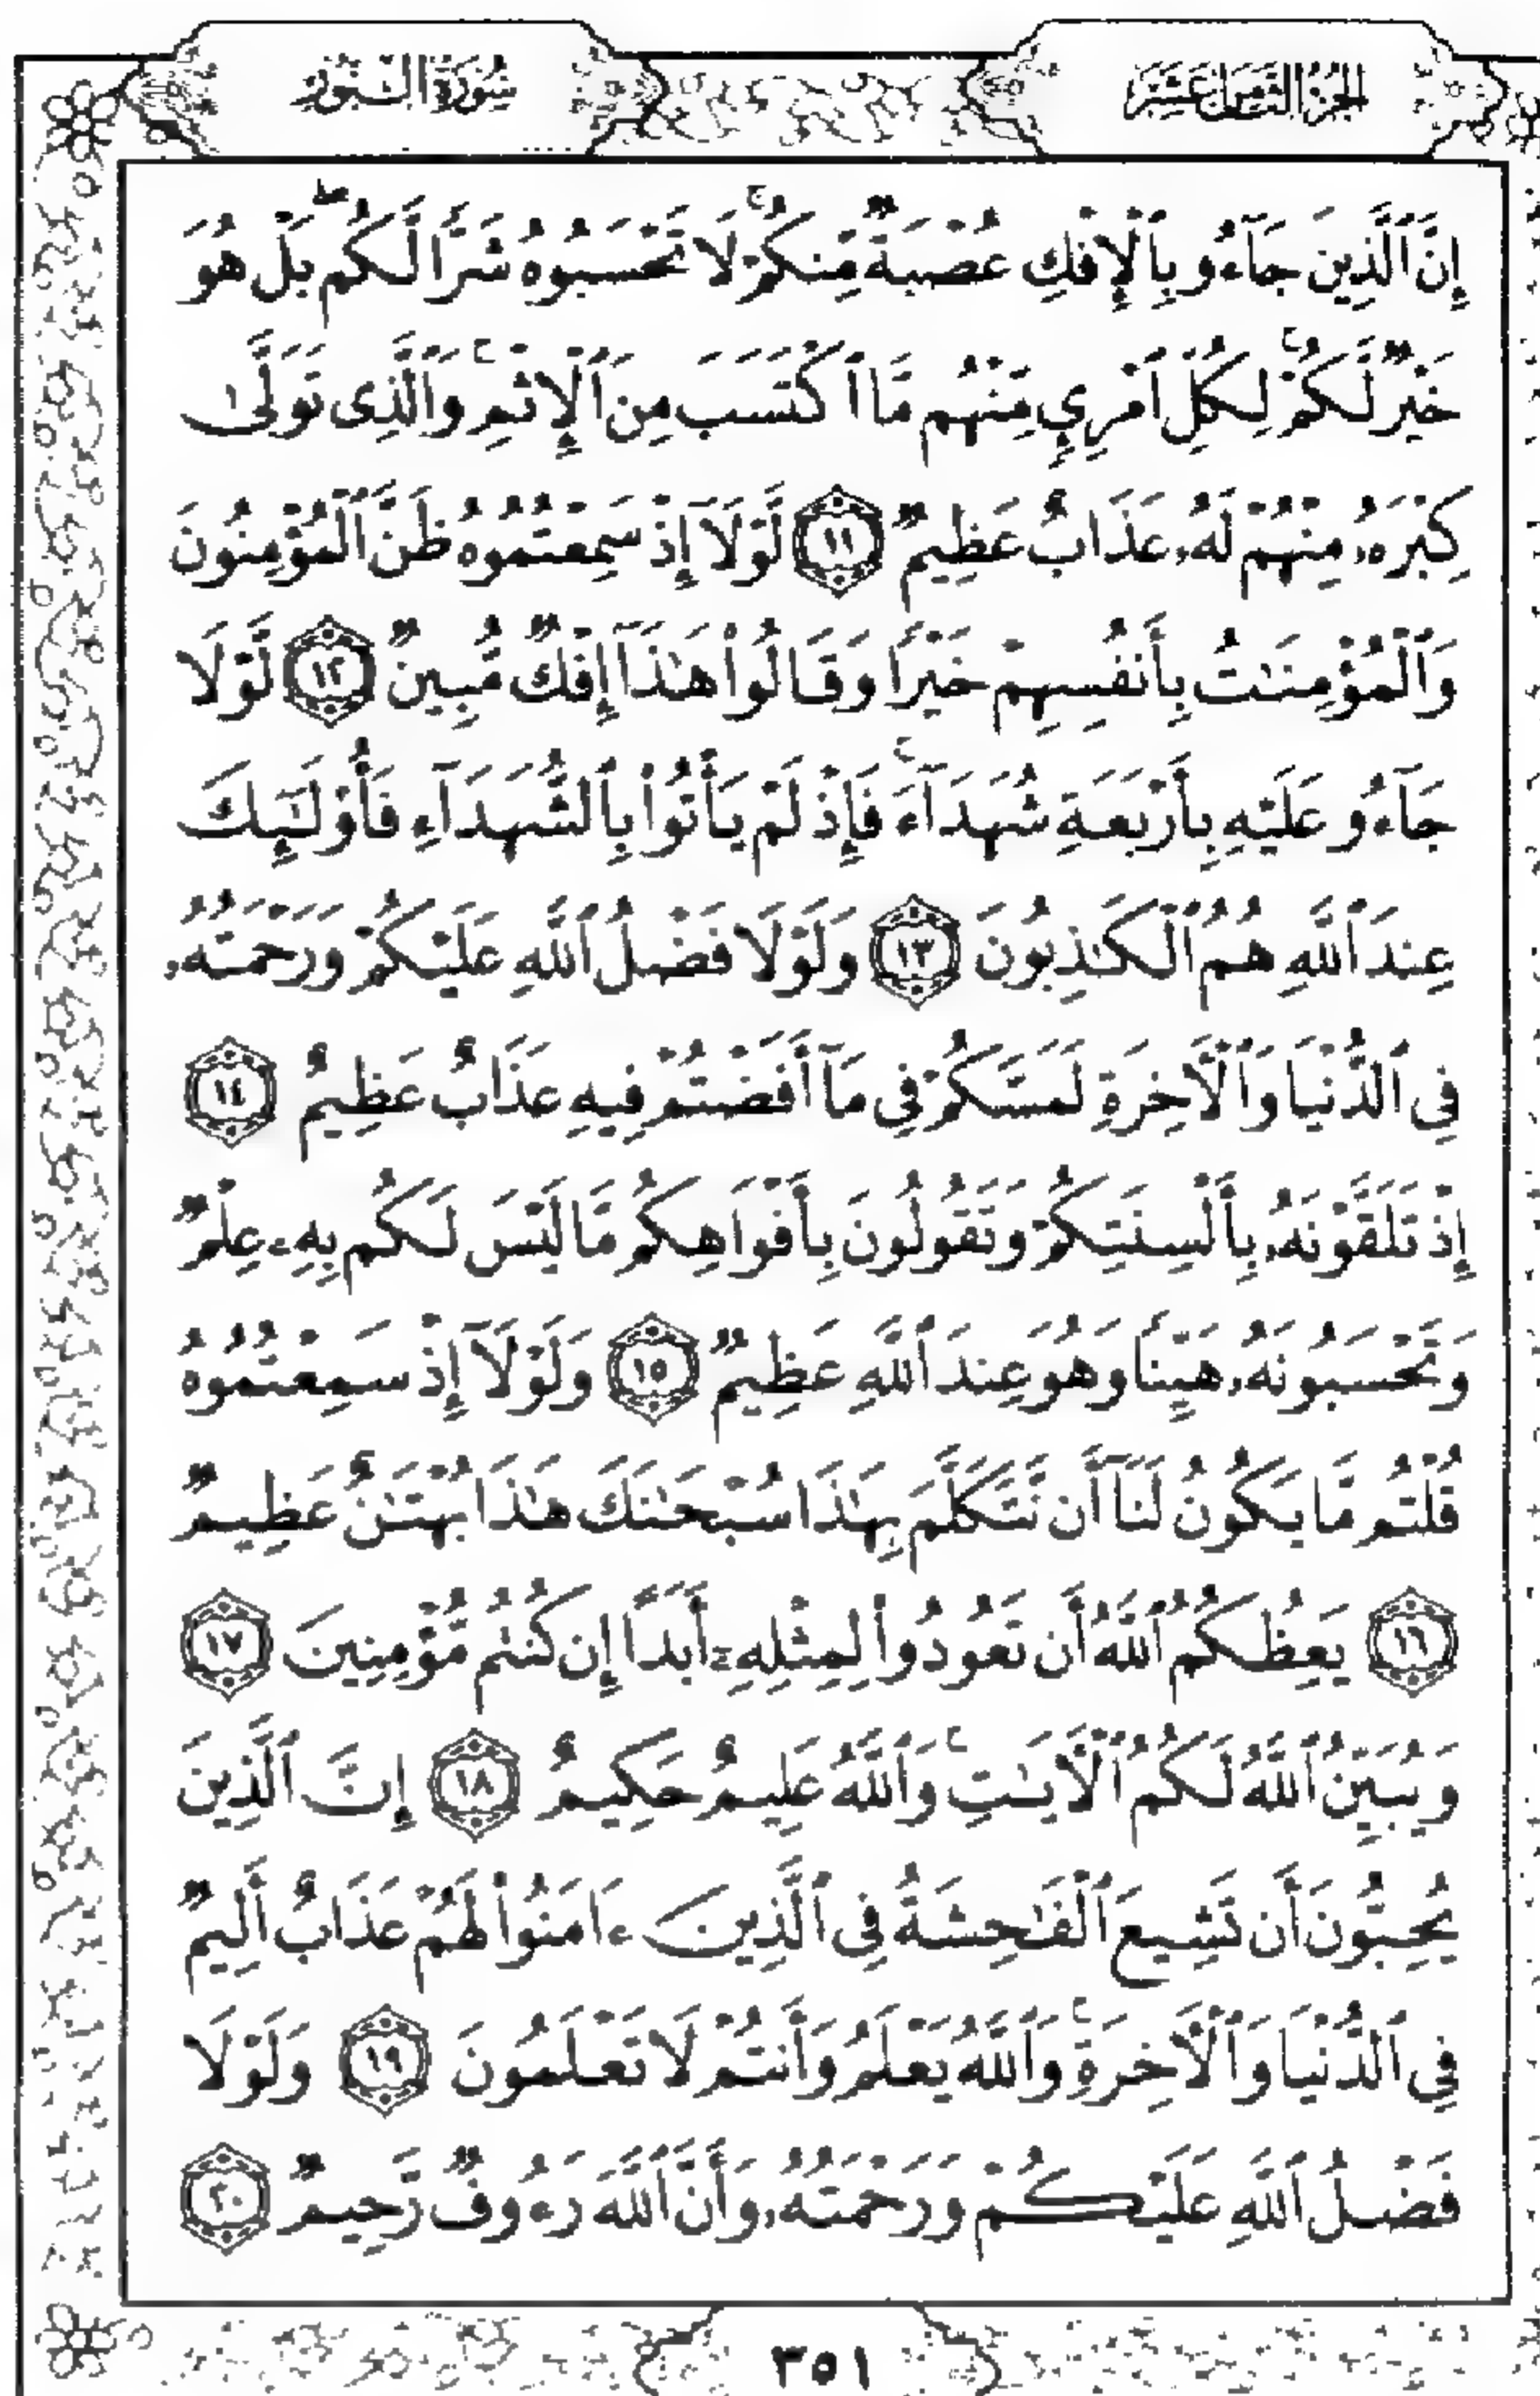 الجزء الثامن عشر
سورة النور
إِنَّ ٱلَّذِينَ جَآءُو بِٱلْإِفْكِ عُصْبَةٌ مِّنكُمْ ۚ لَا تَحْسَبُوهُ شَرًّا لَّكُم ۖ بَلْ هُوَ
خَيْرٌ لَّكُمْ ۚ لِكُلِّ ٱمْرِئٍ مِّنْهُم مَّا ٱكْتَسَبَ مِنَ ٱلْإِثْمِ ۚ وَٱلَّذِى تَوَلَّىٰ
كِبْرَهُۥ مِنْهُمْ لَهُۥ عَذَابٌ عَظِيمٌ ١١ لَّوْلَآ إِذْ سَمِعْتُمُوهُ ظَنَّ ٱلْمُؤْمِنُونَ
وَٱلْمُؤْمِنَٰتُ بِأَنفُسِهِمْ خَيْرًا وَقَالُوا۟ هَٰذَآ إِفْكٌ مُّبِينٌ ١٢ لَّوْلَا
جَآءُو عَلَيْهِ بِأَرْبَعَةِ شُهَدَآءَ ۚ فَإِذْ لَمْ يَأْتُوا۟ بِٱلشُّهَدَآءِ فَأُو۟لَٰٓئِكَ
عِندَ ٱللَّهِ هُمُ ٱلْكَٰذِبُونَ ١٣ وَلَوْلَا فَضْلُ ٱللَّهِ عَلَيْكُمْ وَرَحْمَتُهُۥ
فِى ٱلدُّنْيَا وَٱلْءَاخِرَةِ لَمَسَّكُمْ فِى مَآ أَفَضْتُمْ فِيهِ عَذَابٌ عَظِيمٌ ١٤
إِذْ تَلَقَّوْنَهُۥ بِأَلْسِنَتِكُمْ وَتَقُولُونَ بِأَفْوَاهِكُم مَّا لَيْسَ لَكُم بِهِۦ عِلْمٌ
وَتَحْسَبُونَهُۥ هَيِّنًا وَهُوَ عِندَ ٱللَّهِ عَظِيمٌ ١٥ وَلَوْلَآ إِذْ سَمِعْتُمُوهُ
قُلْتُم مَّا يَكُونُ لَنَآ أَن نَّتَكَلَّمَ بِهَٰذَا سُبْحَٰنَكَ هَٰذَا بُهْتَٰنٌ عَظِيمٌ
١٦ يَعِظُكُمُ ٱللَّهُ أَن تَعُودُوا۟ لِمِثْلِهِۦٓ أَبَدًا إِن كُنتُم مُّؤْمِنِينَ ١٧
وَيُبَيِّنُ ٱللَّهُ لَكُمُ ٱلْءَايَٰتِ ۚ وَٱللَّهُ عَلِيمٌ حَكِيمٌ ١٨ إِنَّ ٱلَّذِينَ
يُحِبُّونَ أَن تَشِيعَ ٱلْفَٰحِشَةُ فِى ٱلَّذِينَ ءَامَنُوا۟ لَهُمْ عَذَابٌ أَلِيمٌ
فِى ٱلدُّنْيَا وَٱلْءَاخِرَةِ ۚ وَٱللَّهُ يَعْلَمُ وَأَنتُمْ لَا تَعْلَمُونَ ١٩ وَلَوْلَا
فَضْلُ ٱللَّهِ عَلَيْكُمْ وَرَحْمَتُهُۥ وَأَنَّ ٱللَّهَ رَءُوفٌ رَّحِيمٌ ٢٠
٣٥١